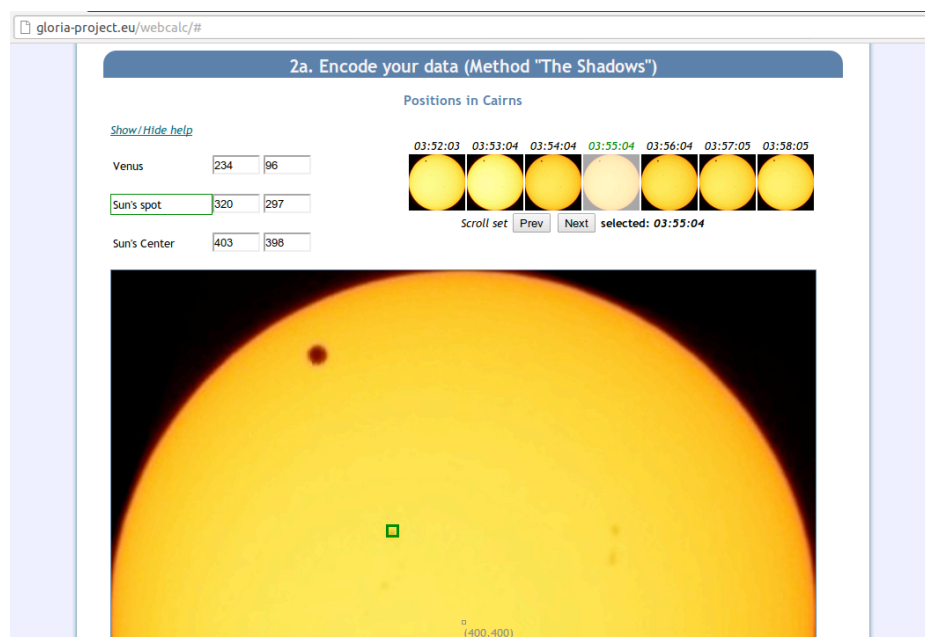 gloria-project.eu/webcalc/#
2a. Encode your data (Method "The Shadows")
Positions in Cairns
Show/Hide help
03:52:03 03:53:04 03:54:04 03:55:04 03:56:04 03:57:05 03:58:05
Venus 234 96
Sun's spot 320 297
Scroll set Prev Next selected: 03:55:04
Sun's Center 403 398
(400,400)